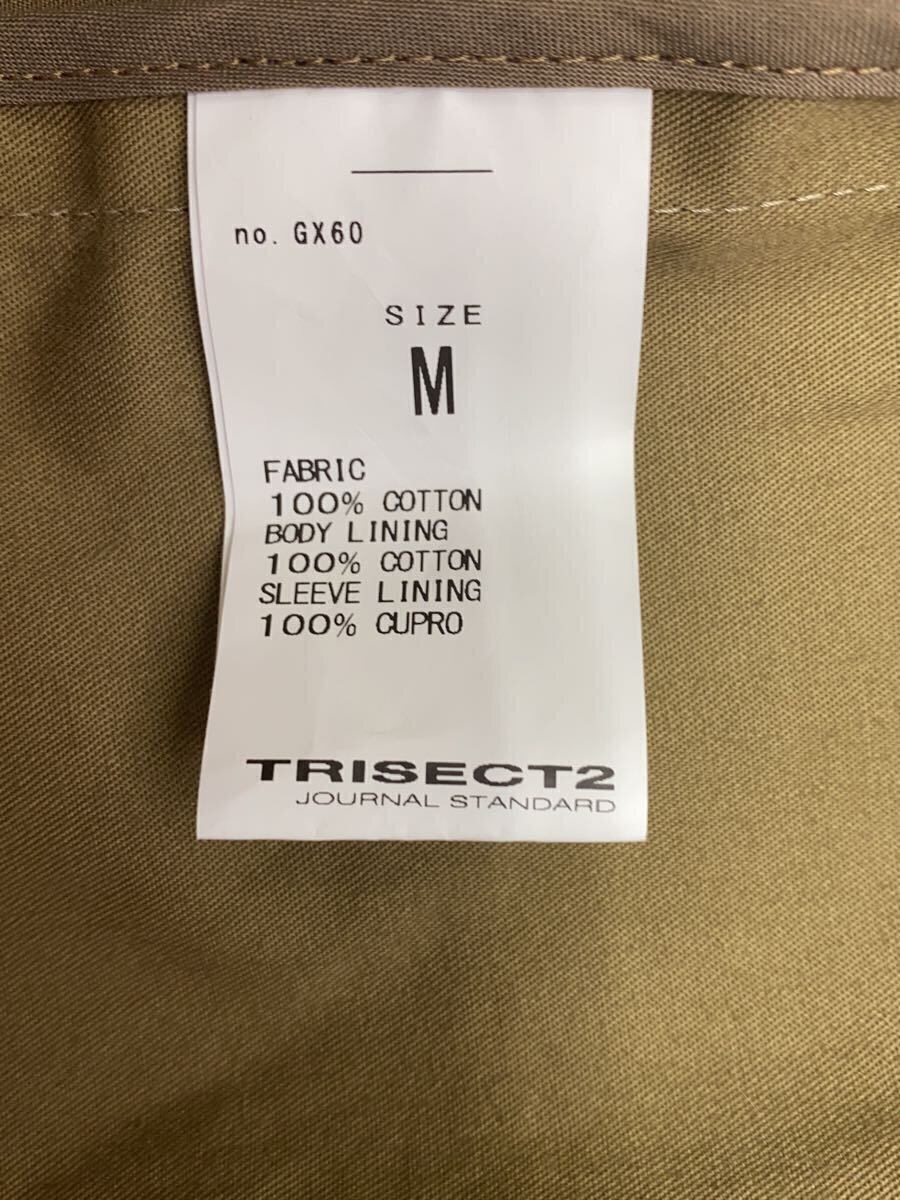 no. GX60
SIZE
M
FABRIC
100% COTTON
BODY LINING
100% COTTON
SLEEVE LINING
100% CUPRO
TRISECT2
JOURNAL STANDARD